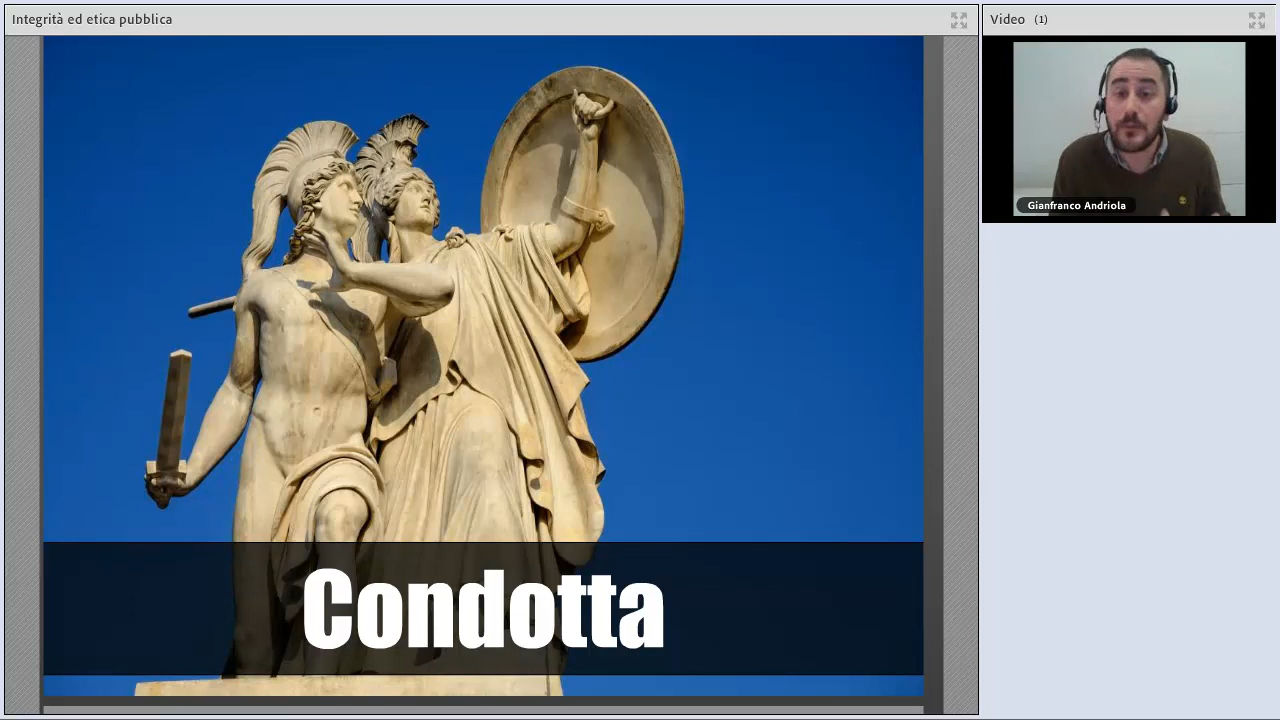 Integrità ed etica pubblica
Video (1)
Gianfranco Andriola
Condotta